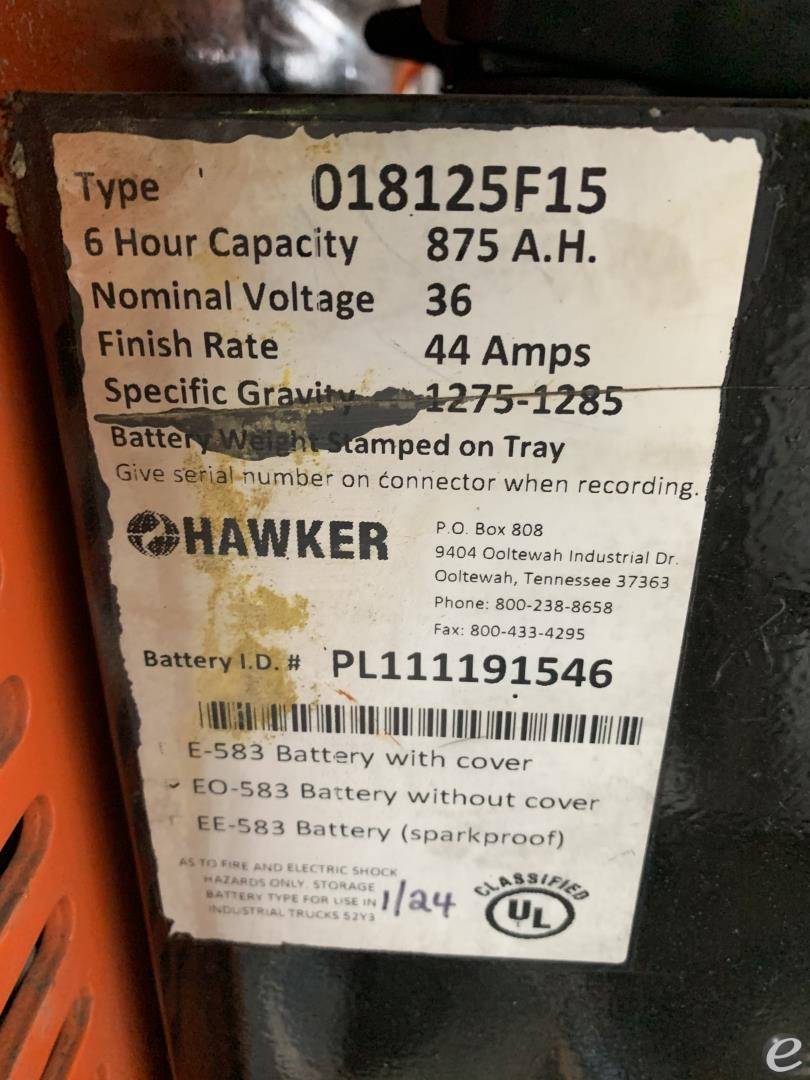 Type 018125F15
6 Hour Capacity 875 A.H.
Nominal Voltage 36
Finish Rate 44 Amps
Specific Gravity 1275-1285
Battery Weight Stamped on Tray
Give serial number on connector when recording.
HAWKER
P.O. Box 808
9404 Ooltewah Industrial Dr.
Ooltewah, Tennessee 37363
Phone: 800-238-8658
Fax: 800-433-4295
Battery I.D. # PL111191546
E-583 Battery with cover
EO-583 Battery without cover
EE-583 Battery (sparkproof)
AS TO FIRE AND ELECTRIC SHOCK
HAZARDS ONLY. STORAGE
BATTERY TYPE FOR USE IN
INDUSTRIAL TRUCKS 52Y3
1/24
CLASSIFIED
UL
e